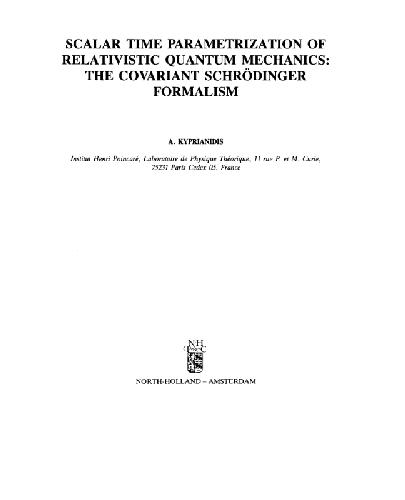 SCALAR TIME PARAMETRIZATION OF
RELATIVISTIC QUANTUM MECHANICS:
THE COVARIANT SCHRÖDINGER
FORMALISM
A. KYPRIANIDIS
Institut Henri Poincaré, Laboratoire de Physique Théorique, 11 rue P. et M. Curie,
75231 Paris Cedex 05, France
NH
NORTH-HOLLAND – AMSTERDAM